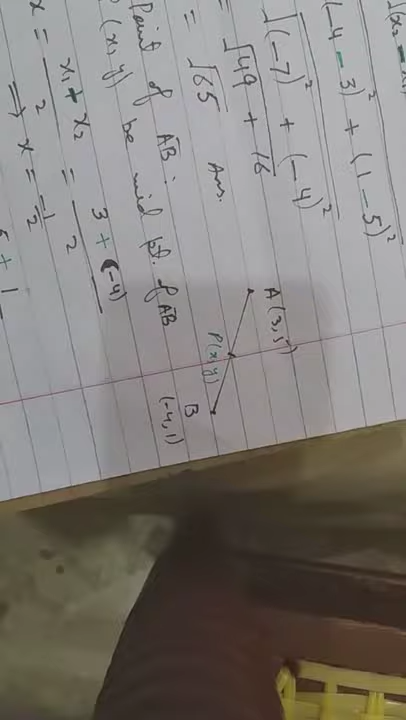 √(-4 - 3)² + (1 - 5)²
√(-7)² + (-4)²
= √49 + 16
= √65 Ans.
Point of AB :
P(x, y) be mid pt. of AB
x = x₁ + x₂ / 2 = 3 + (-4) / 2
⇒ x = -1/2
A (3, 5)
P(x, y)
B
(-4, 1)